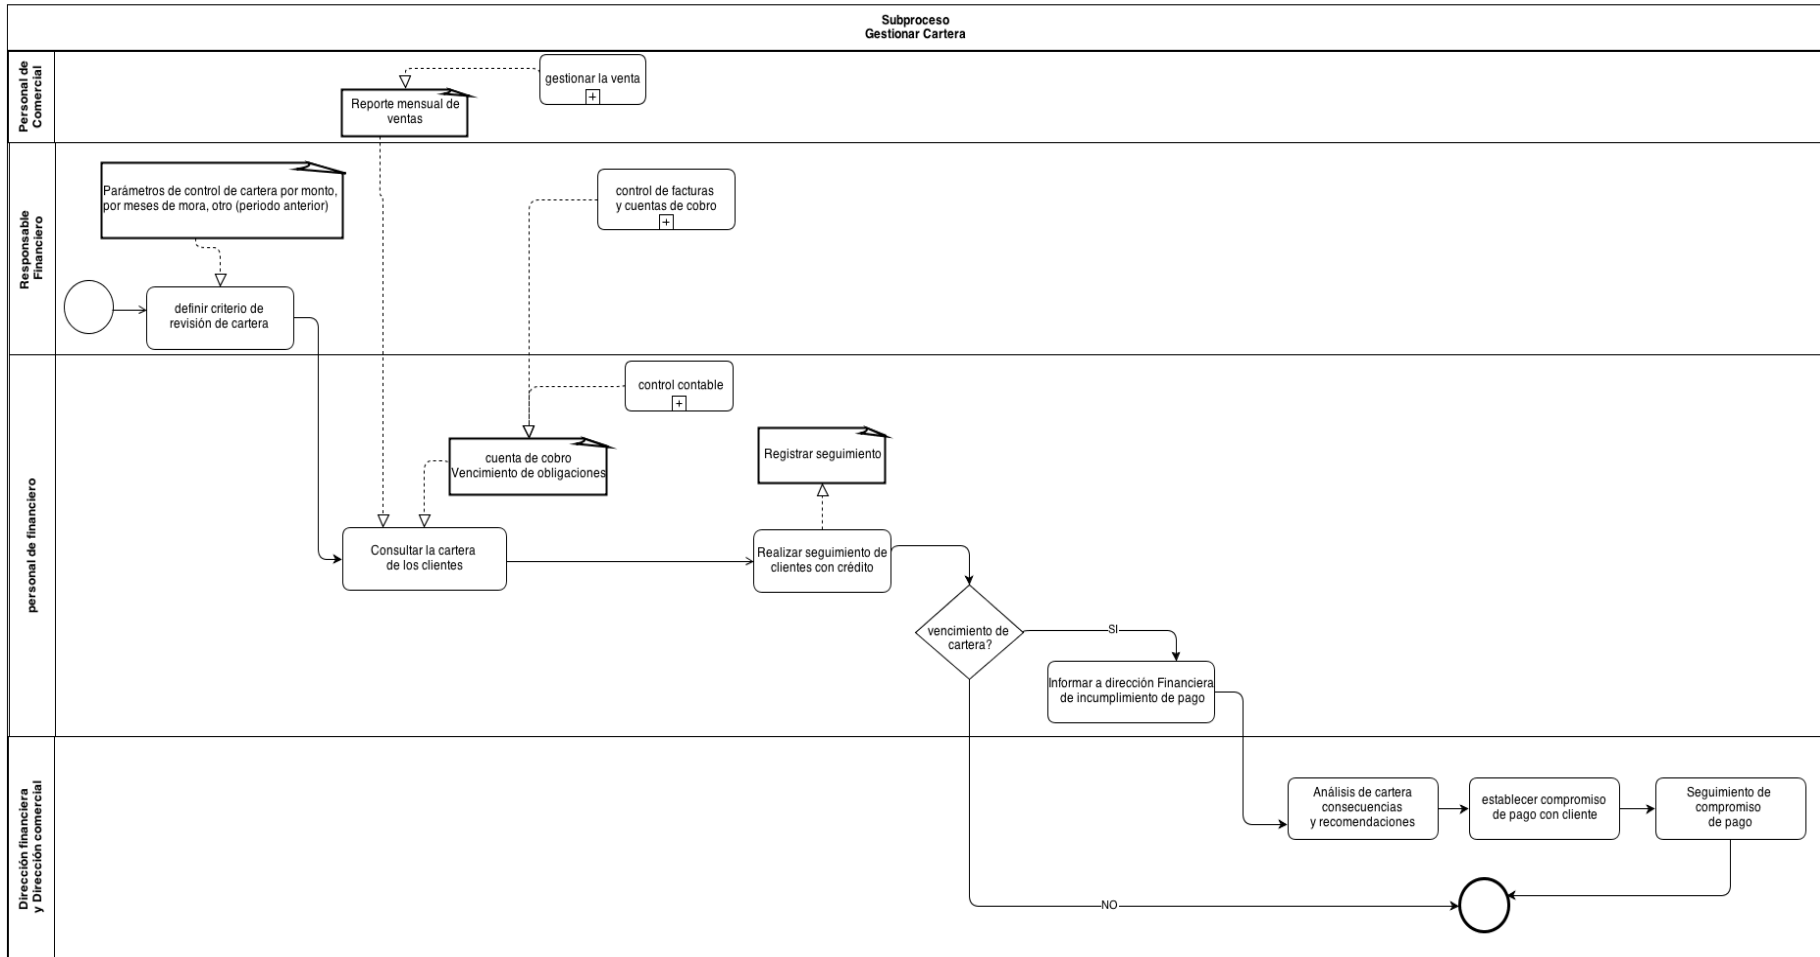 Subproceso
Gestionar Cartera
Personal de
Comercial
gestionar la venta
Reporte mensual de
ventas
Responsable
Financiero
Parámetros de control de cartera por monto,
por meses de mora, otro (periodo anterior)
control de facturas
y cuentas de cobro
definir criterio de
revisión de cartera
personal de financiero
control contable
cuenta de cobro
Vencimiento de obligaciones
Registrar seguimiento
Consultar la cartera
de los clientes
Realizar seguimiento de
clientes con crédito
vencimiento de
cartera?
SI
Informar a dirección Financiera
de incumplimiento de pago
Dirección financiera
y Dirección comercial
Análisis de cartera
consecuencias
y recomendaciones
establecer compromiso
de pago con cliente
Seguimiento de
compromiso
de pago
NO